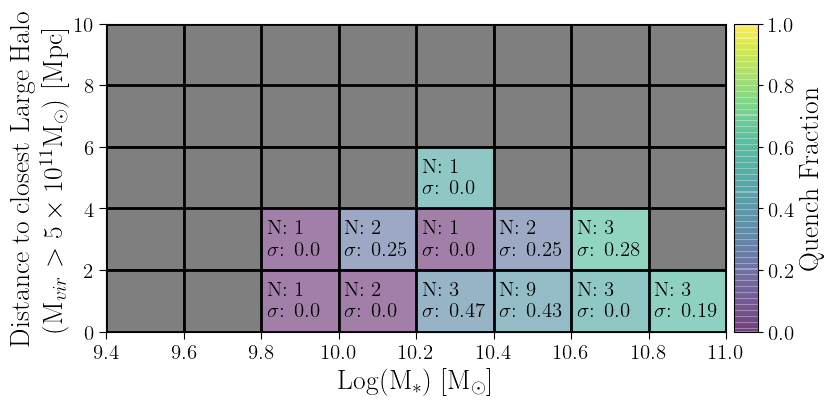 Distance to closest Large Halo
(M_vir > 5 × 10^11 M_⊙) [Mpc]
10
8
6
4
2
0
N: 1
σ: 0.0
N: 1
σ: 0.0
N: 2
σ: 0.25
N: 1
σ: 0.0
N: 2
σ: 0.25
N: 3
σ: 0.28
N: 1
σ: 0.0
N: 2
σ: 0.0
N: 3
σ: 0.47
N: 9
σ: 0.43
N: 3
σ: 0.0
N: 3
σ: 0.19
9.4 9.6 9.8 10.0 10.2 10.4 10.6 10.8 11.0
Log(M_*) [M_⊙]
1.0
0.8
0.6
0.4
0.2
0.0
Quench Fraction